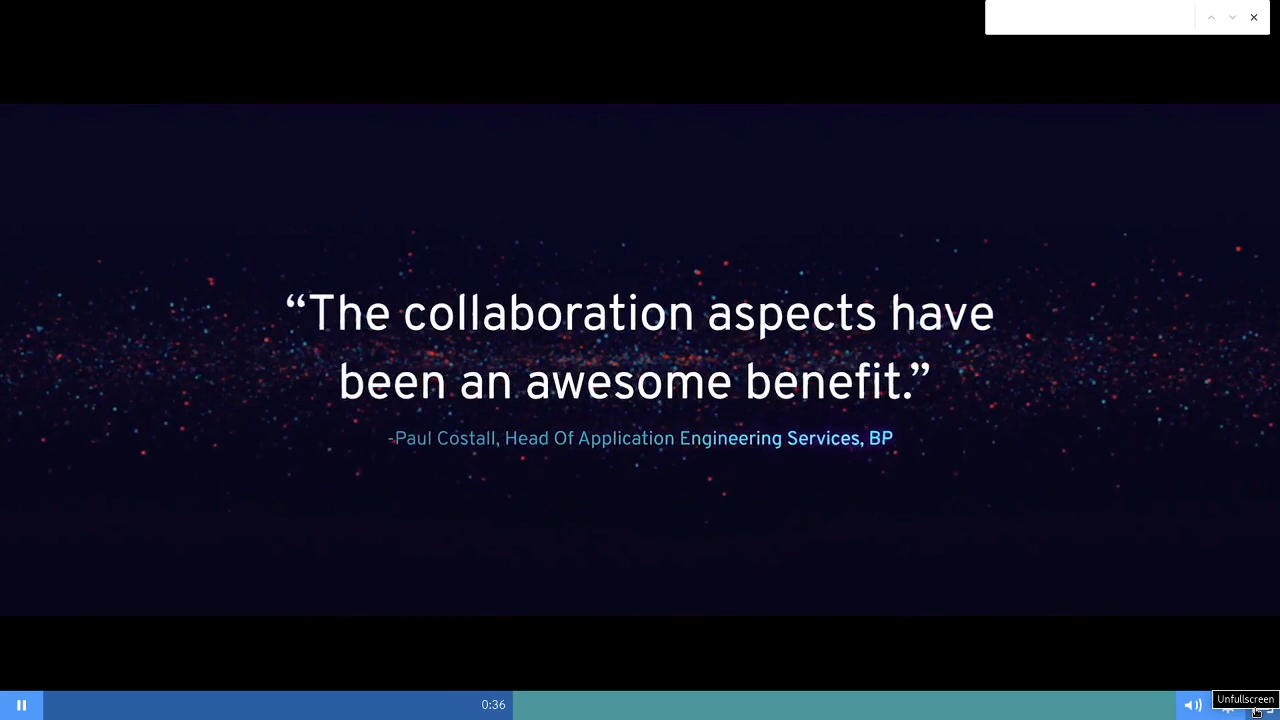 “The collaboration aspects have
been an awesome benefit.”
-Paul Costall, Head Of Application Engineering Services, BP
0:36
Unfullscreen